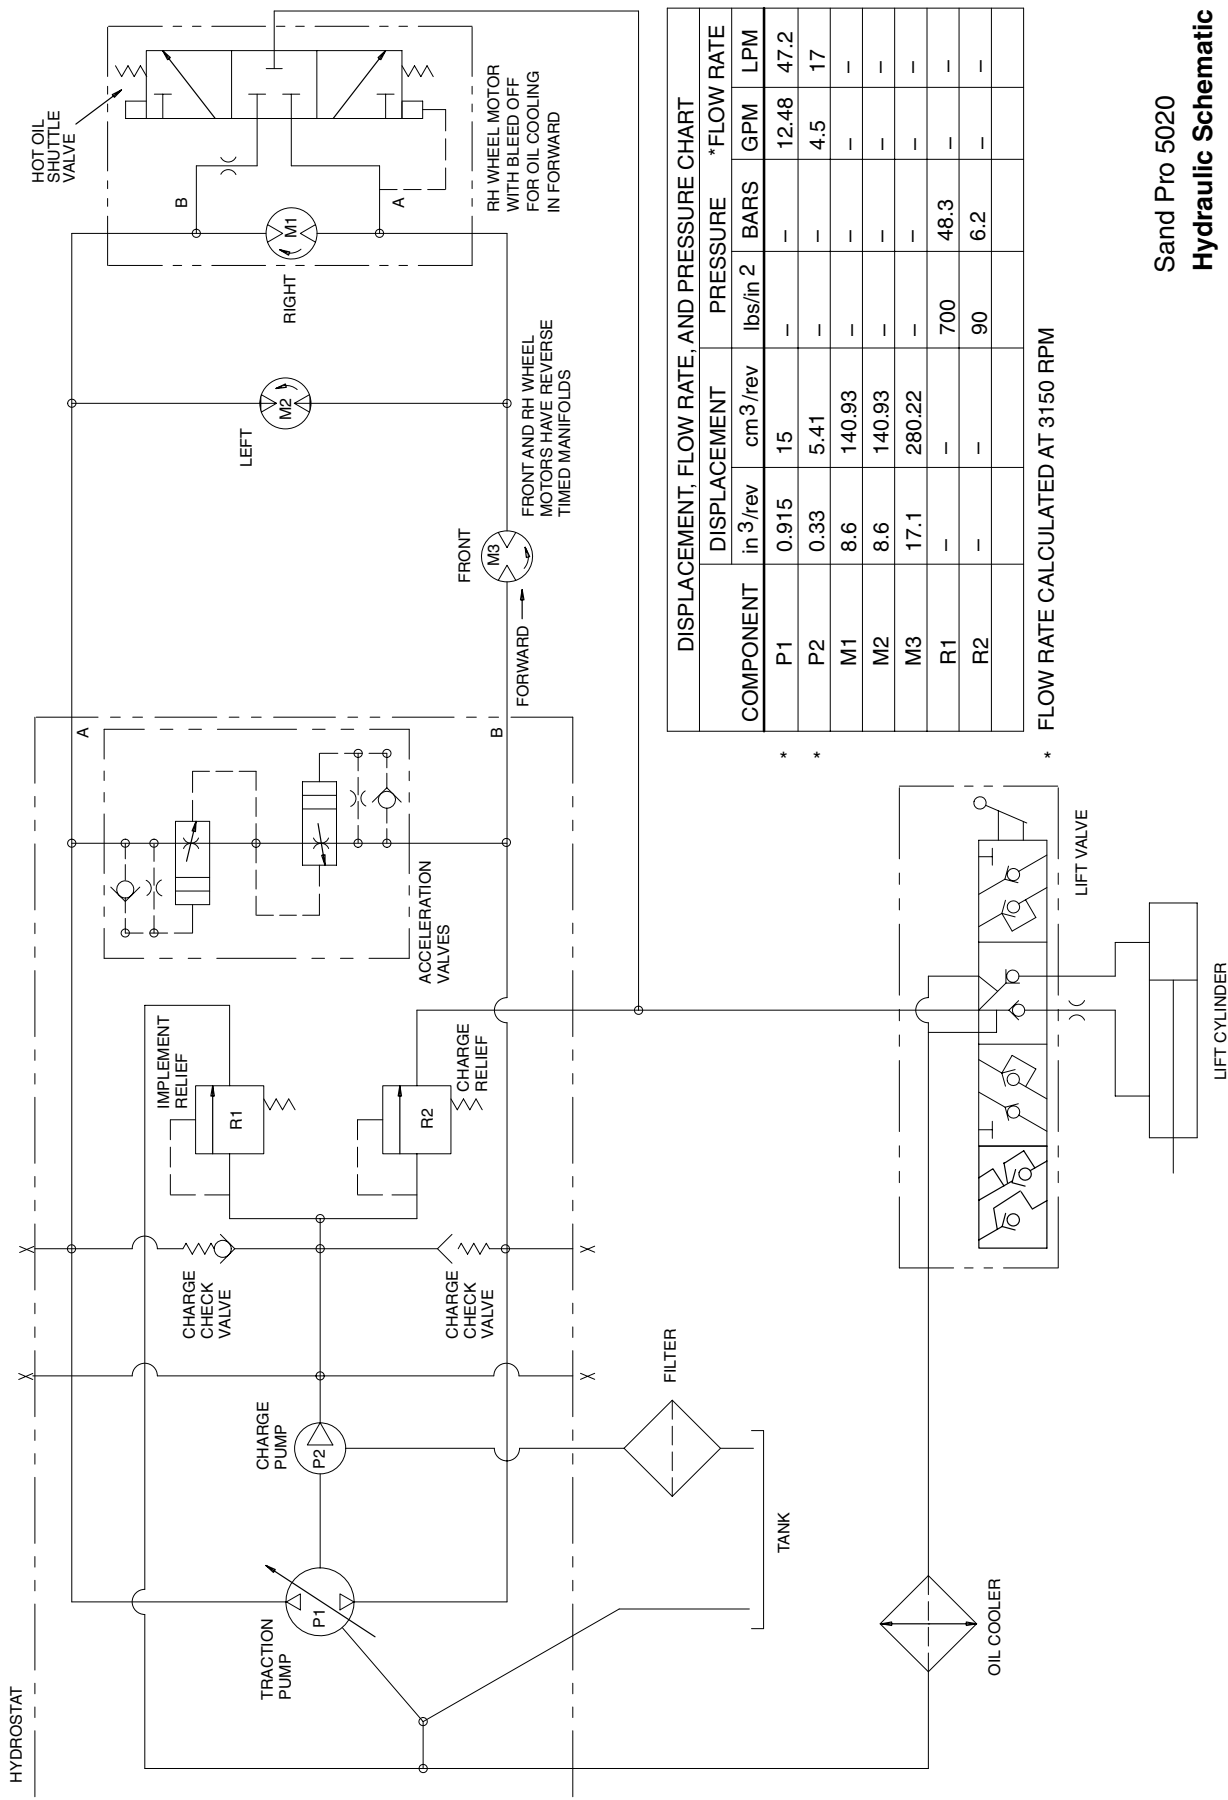 HYDROSTAT
TRACTION
PUMP
P1
CHARGE
PUMP
P2
CHARGE
CHECK
VALVE
CHARGE
CHECK
VALVE
X
X
X
X
IMPLEMENT
RELIEF
R1
R2
CHARGE
RELIEF
ACCELERATION
VALVES
A
B
FORWARD
FRONT
M3
FRONT AND RH WHEEL
MOTORS HAVE REVERSE
TIMED MANIFOLDS
LEFT
M2
RIGHT
M1
B
A
HOT OIL
SHUTTLE
VALVE
RH WHEEL MOTOR
WITH BLEED OFF
FOR OIL COOLING
IN FORWARD
FILTER
TANK
OIL COOLER
LIFT VALVE
LIFT CYLINDER
DISPLACEMENT, FLOW RATE, AND PRESSURE CHART
DISPLACEMENT PRESSURE *FLOW RATE
COMPONENT in3/rev cm3/rev lbs/in 2 BARS GPM LPM
* P1 0.915 15 – – 12.48 47.2
* P2 0.33 5.41 – – 4.5 17
M1 8.6 140.93 – – – –
M2 8.6 140.93 – – – –
M3 17.1 280.22 – – – –
R1 – – 700 48.3 – –
R2 – – 90 6.2 – –
* FLOW RATE CALCULATED AT 3150 RPM
Sand Pro 5020
Hydraulic Schematic